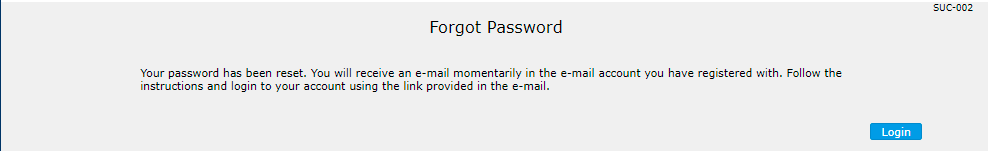 SUC-002
Forgot Password
Your password has been reset. You will receive an e-mail momentarily in the e-mail account you have registered with. Follow the
instructions and login to your account using the link provided in the e-mail.
Login